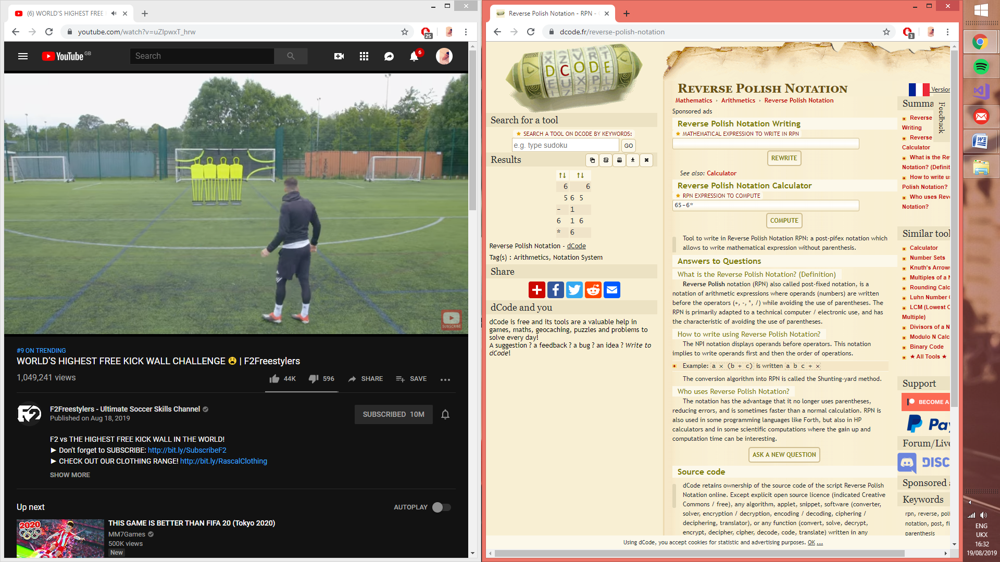 (6) WORLD'S HIGHEST FREE
youtube.com/watch?v=uZIpwxT_hrw
25
YouTube GB
Search
6
SUBSCRIBE
#9 ON TRENDING
WORLD'S HIGHEST FREE KICK WALL CHALLENGE 😩 | F2Freestylers
1,049,241 views
44K
596
SHARE
SAVE
F2
F2Freestylers - Ultimate Soccer Skills Channel
Published on Aug 18, 2019
SUBSCRIBED 10M
F2 vs THE HIGHEST FREE KICK WALL IN THE WORLD!
► Don't forget to SUBSCRIBE: http://bit.ly/SubscribeF2
► CHECK OUT OUR CLOTHING RANGE! http://bit.ly/RascalClothing
SHOW MORE
Up next
AUTOPLAY
2020
THIS GAME IS BETTER THAN FIFA 20 (Tokyo 2020)
MM7Games
500K views
New
Reverse Polish Notation - RPN -
dcode.fr/reverse-polish-notation
3
DCODE
Search for a tool
★ SEARCH A TOOL ON DCODE BY KEYWORDS:
e.g. type sudoku
GO
Results
↑↓ ↑↓
6 6
5 6 5
- 1
6 1 6
* 6
Reverse Polish Notation - dCode
Tag(s) : Arithmetics, Notation System
Share
dCode and you
dCode is free and its tools are a valuable help in
games, maths, geocaching, puzzles and problems to
solve every day!
A suggestion ? a feedback ? a bug ? an idea ? Write to
dCode!
REVERSE POLISH NOTATION
Mathematics › Arithmetics › Reverse Polish Notation
Sponsored ads
Reverse Polish Notation Writing
★ MATHEMATICAL EXPRESSION TO WRITE IN RPN
REWRITE
See also: Calculator
Reverse Polish Notation Calculator
★ RPN EXPRESSION TO COMPUTE
65-6*
COMPUTE
Tool to write in Reverse Polish Notation RPN: a post-pifex notation which
allows to write mathematical expression without parenthesis.
Answers to Questions
What is the Reverse Polish Notation? (Definition)
Reverse Polish notation (RPN) also called post-fixed notation, is a
notation of arithmetic expressions where operands (numbers) are written
before the operators (+, -, *, /) while avoiding the use of parentheses. The
RPN is primarily adapted to a technical computer / electronic use, and has
the characteristic of avoiding the use of parentheses.
How to write using Reverse Polish Notation?
The NPI notation displays operands before operators. This notation
implies to write operands first and then the order of operations.
Example: a × (b + c) is written a b c + ×
The conversion algorithm into RPN is called the Shunting-yard method.
Who uses Reverse Polish Notation?
The notation has the advantage that it no longer uses parentheses,
reducing errors, and is sometimes faster than a normal calculation. RPN is
also used in some programming languages like Forth, but also in HP
calculators and in some scientific computations where the gain up and
computation time can be interesting.
ASK A NEW QUESTION
Source code
dCode retains ownership of the source code of the script Reverse Polish
Notation online. Except explicit open source licence (indicated Creative
Commons / free), any algorithm, applet, snippet, software (converter,
solver, encryption / decryption, encoding / decoding, ciphering /
deciphering, translator), or any function (convert, solve, decrypt,
encrypt, decipher, cipher, decode, code, translate) written in any
Using dCode, you accept cookies for statistic and advertising purposes. OK ...
Version
Summa
Feedback
Reverse
Writing
Reverse
Calculator
What is the Re
Notation? (Definit
How to write u
Polish Notation?
Who uses Rev
Notation?
Similar tool
Calculator
Number Sets
Knuth's Arrow
Multiples of a N
Rounding Calc
Luhn Number
LCM (Lowest C
Multiple)
Divisors of a N
Modulo N Calc
Binary Code
★ All Tools ★
Support
BECOME A
Pay
Forum/Live
DISC
Sponsored a
Keywords
rpn, reverse, poli
notation, post, fi
parenthesis
ENG
UKX
16:32
19/08/2019